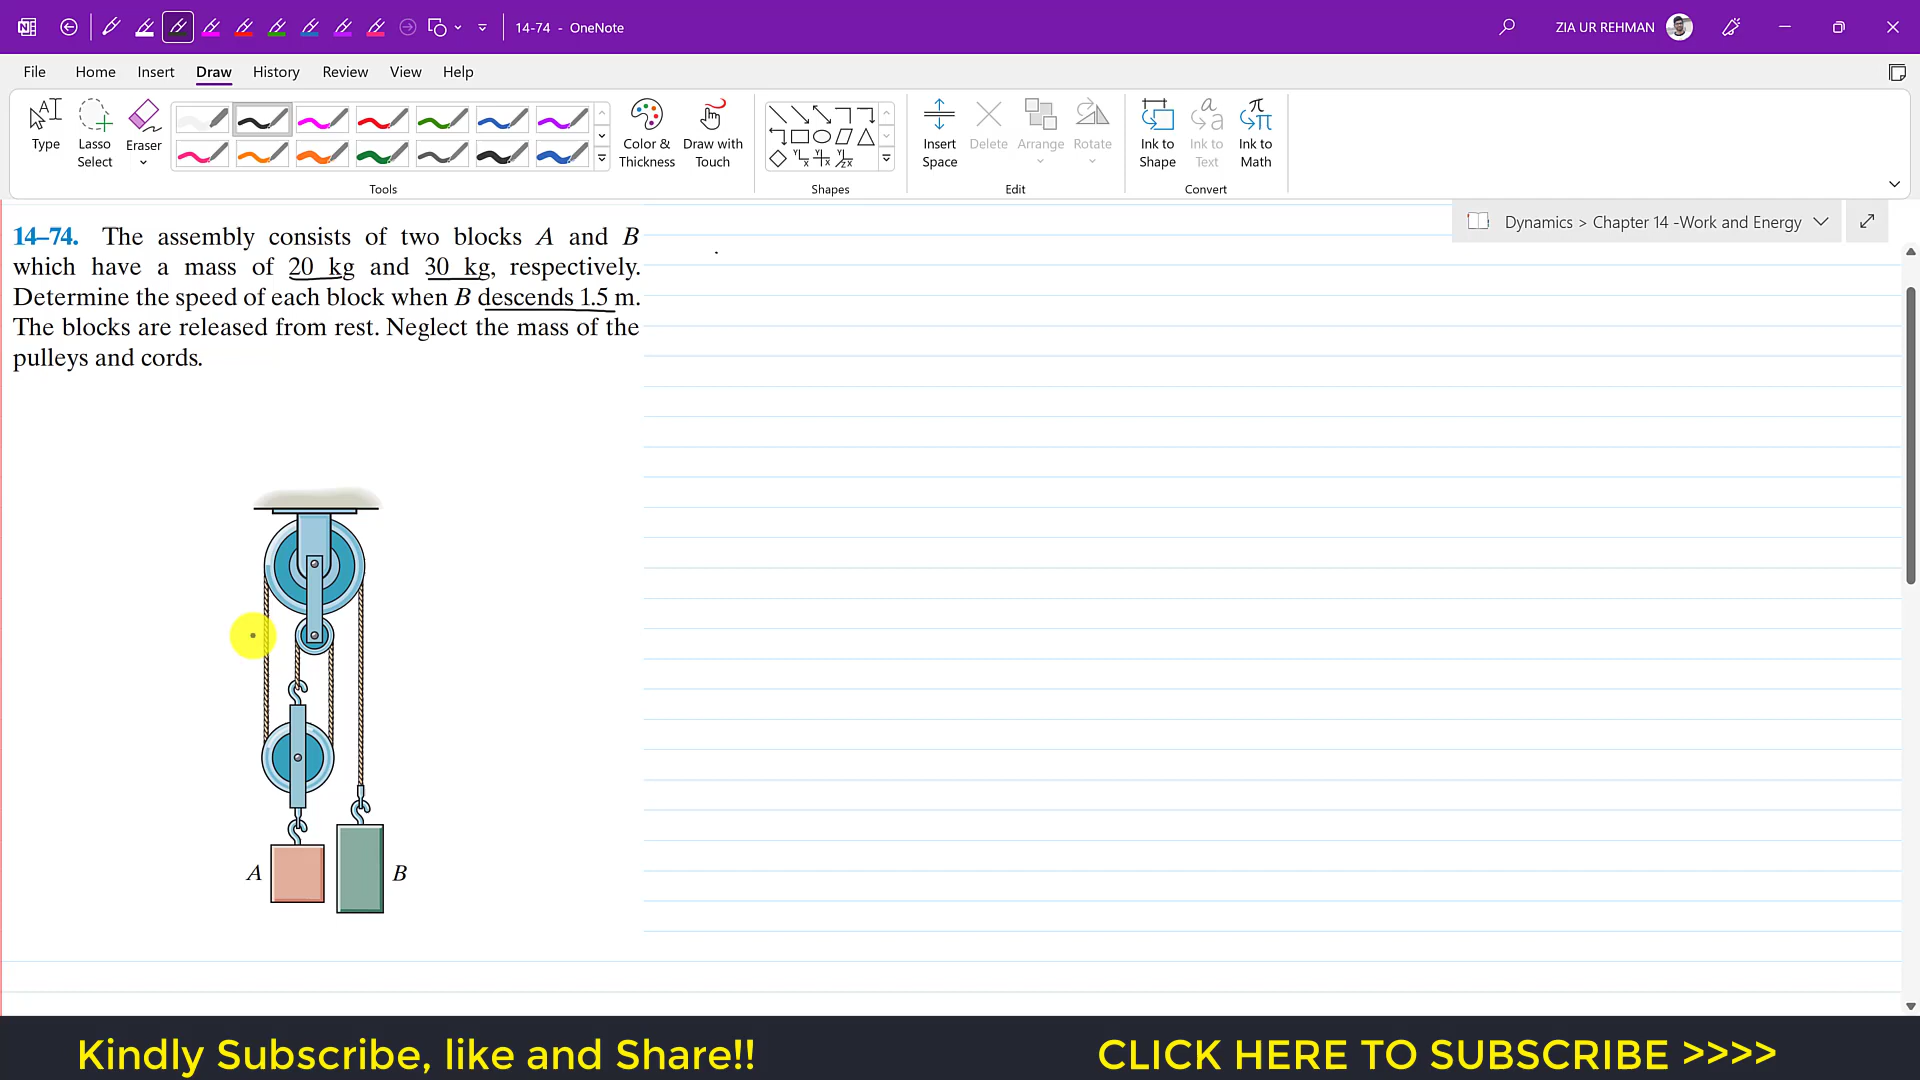 14-74 - OneNote
ZIA UR REHMAN
File Home Insert Draw History Review View Help
Type
Lasso Select
Eraser
Color & Thickness
Draw with Touch
Insert Space
Delete
Arrange
Rotate
Ink to Shape
Ink to Text
Ink to Math
Tools
Shapes
Edit
Convert
Dynamics > Chapter 14 -Work and Energy
14–74. The assembly consists of two blocks A and B
which have a mass of 20 kg and 30 kg, respectively.
Determine the speed of each block when B descends 1.5 m.
The blocks are released from rest. Neglect the mass of the
pulleys and cords.
A
B
Kindly Subscribe, like and Share!!
CLICK HERE TO SUBSCRIBE >>>>